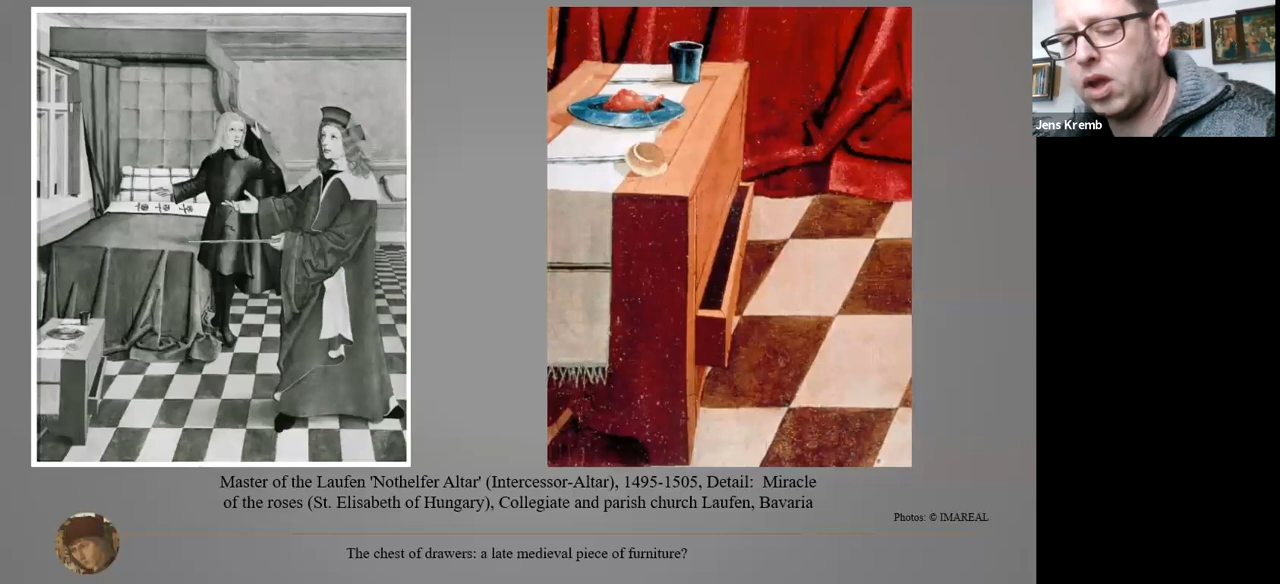 Jens Kremb
Master of the Laufen 'Nothelfer Altar' (Intercessor-Altar), 1495-1505, Detail:  Miracle
of the roses (St. Elisabeth of Hungary), Collegiate and parish church Laufen, Bavaria
Photos: © IMAREAL
The chest of drawers: a late medieval piece of furniture?